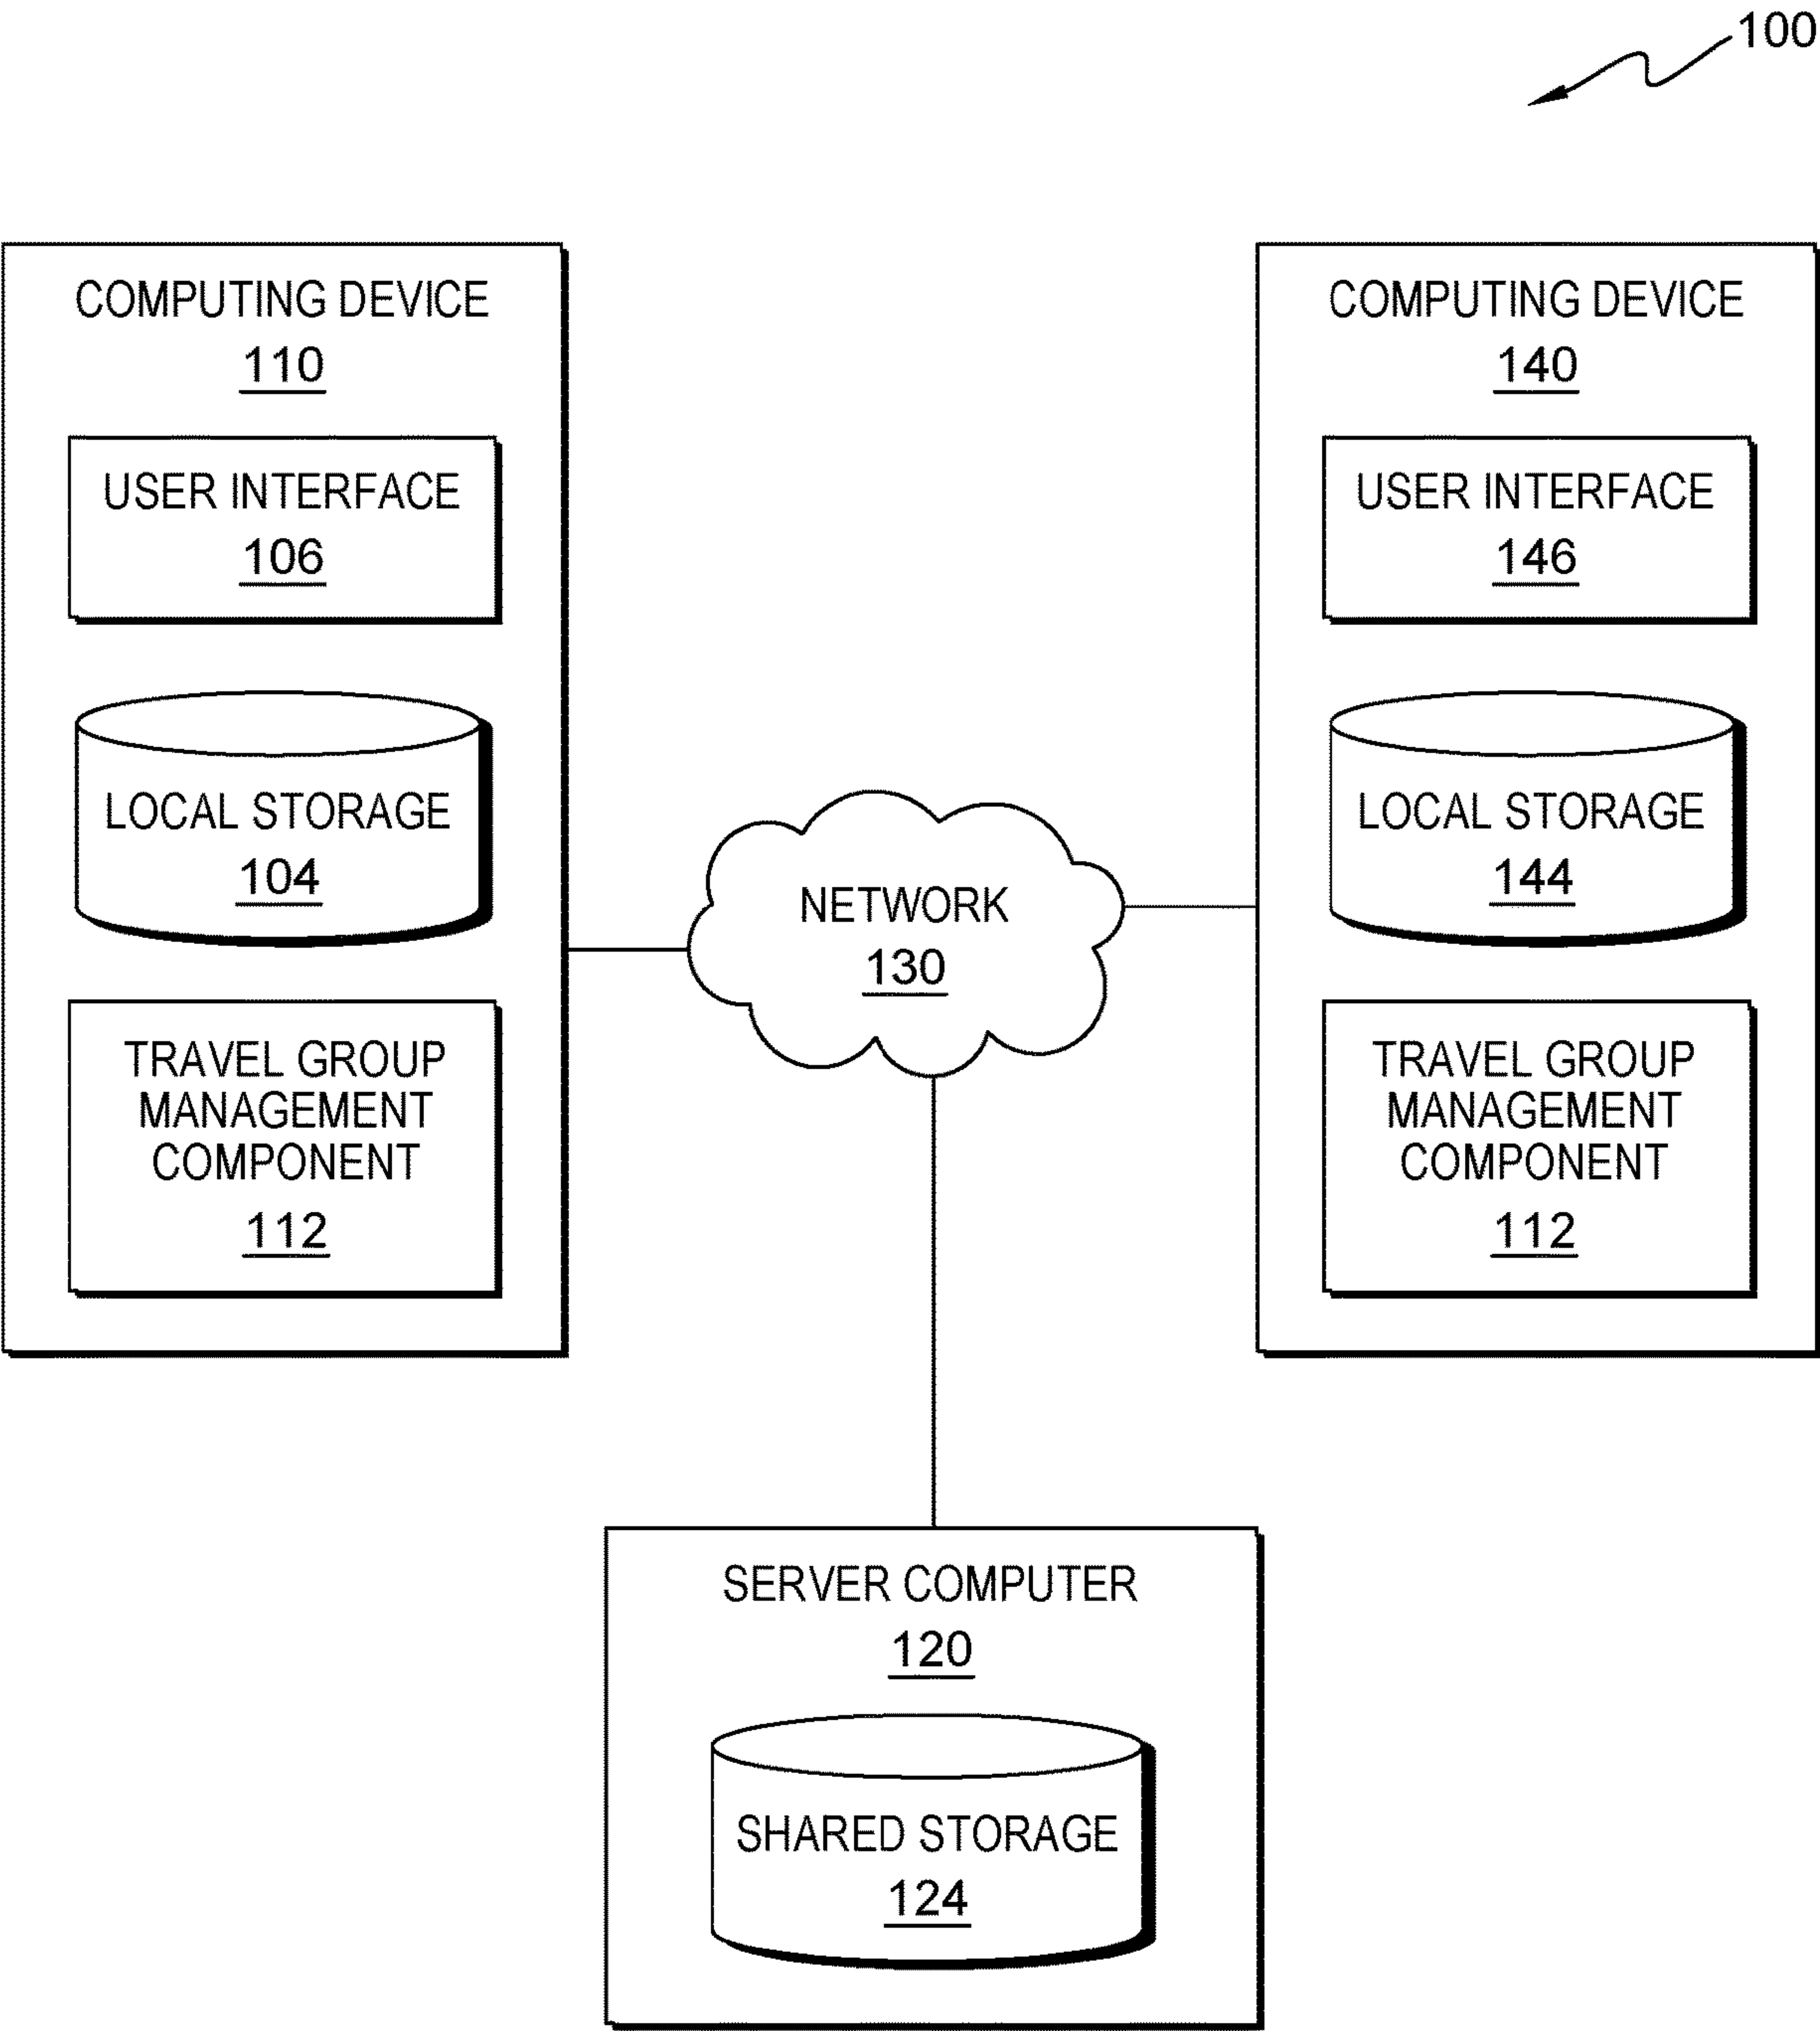 100
COMPUTING DEVICE
110
USER INTERFACE
106
LOCAL STORAGE
104
TRAVEL GROUP
MANAGEMENT
COMPONENT
112
NETWORK
130
COMPUTING DEVICE
140
USER INTERFACE
146
LOCAL STORAGE
144
TRAVEL GROUP
MANAGEMENT
COMPONENT
112
SERVER COMPUTER
120
SHARED STORAGE
124